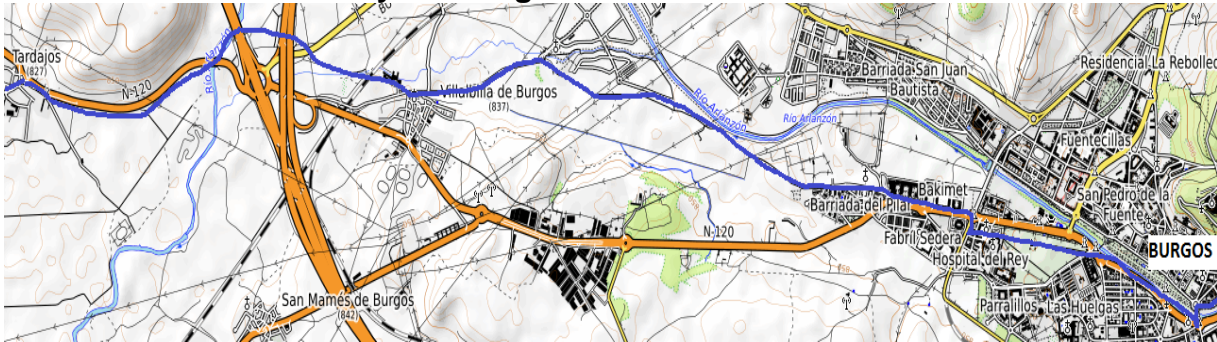 Tardajos
(827)
N-120
Río Arlanzón
80
Villalbilla de Burgos
(837)
Río Arlanzón
Río Arlanzón
Barriada San Juan
Bautista
Residencial La Rebolled
Fuentecillas
San Pedro de la
Fuente
Bakimet
Barriada del Pilar
N-120
Fabril Sedera
Hospital del Rey
BURGOS
San Mamés de Burgos
(842)
Parralillos
Las Huelgas